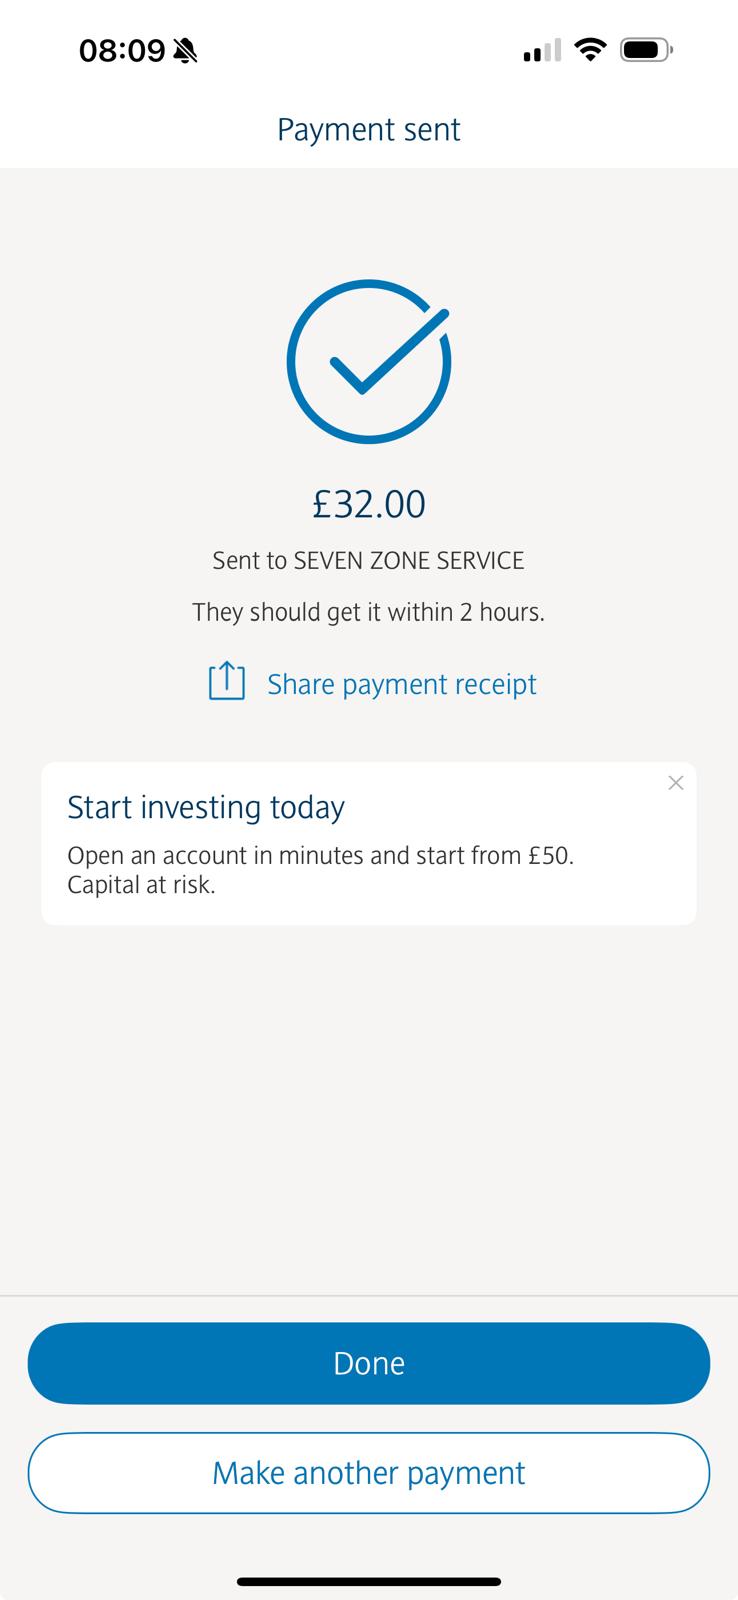 08:09
Payment sent
£32.00
Sent to SEVEN ZONE SERVICE
They should get it within 2 hours.
Share payment receipt
Start investing today
Open an account in minutes and start from £50.
Capital at risk.
Done
Make another payment